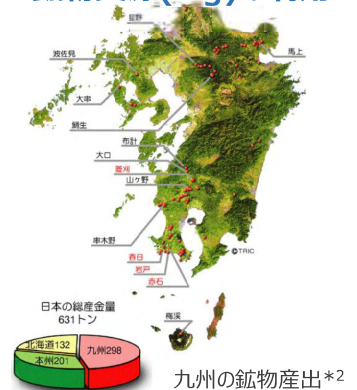 星野
馬上
波佐見
大串
鯛生
布計
大口
菱刈
山ヶ野
串木野
春日
岩戸
赤石
©TRIC
梅渓
日本の総産金量
631トン
北海道132
九州298
本州201
九州の鉱物産出*2